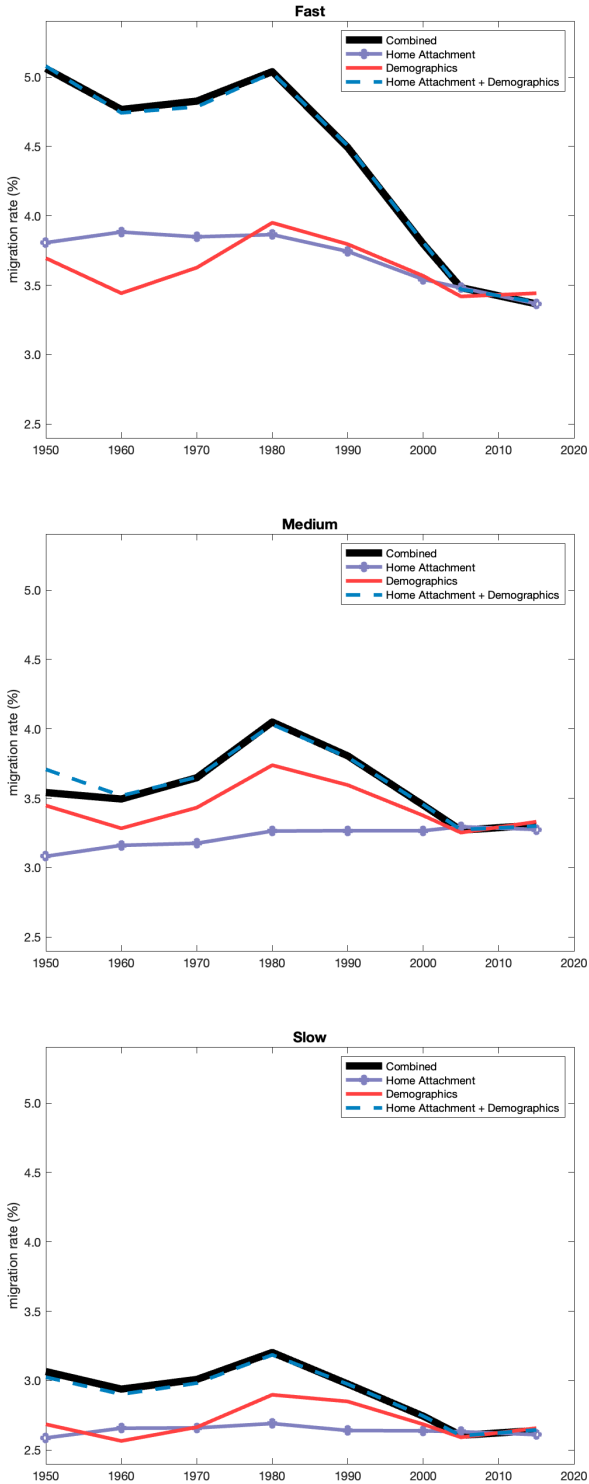 Fast
Combined
Home Attachment
Demographics
Home Attachment + Demographics
migration rate (%)
5.0
4.5
4.0
3.5
3.0
2.5
1950 1960 1970 1980 1990 2000 2010 2020
Medium
Combined
Home Attachment
Demographics
Home Attachment + Demographics
migration rate (%)
5.0
4.5
4.0
3.5
3.0
2.5
1950 1960 1970 1980 1990 2000 2010 2020
Slow
Combined
Home Attachment
Demographics
Home Attachment + Demographics
migration rate (%)
5.0
4.5
4.0
3.5
3.0
2.5
1950 1960 1970 1980 1990 2000 2010 2020